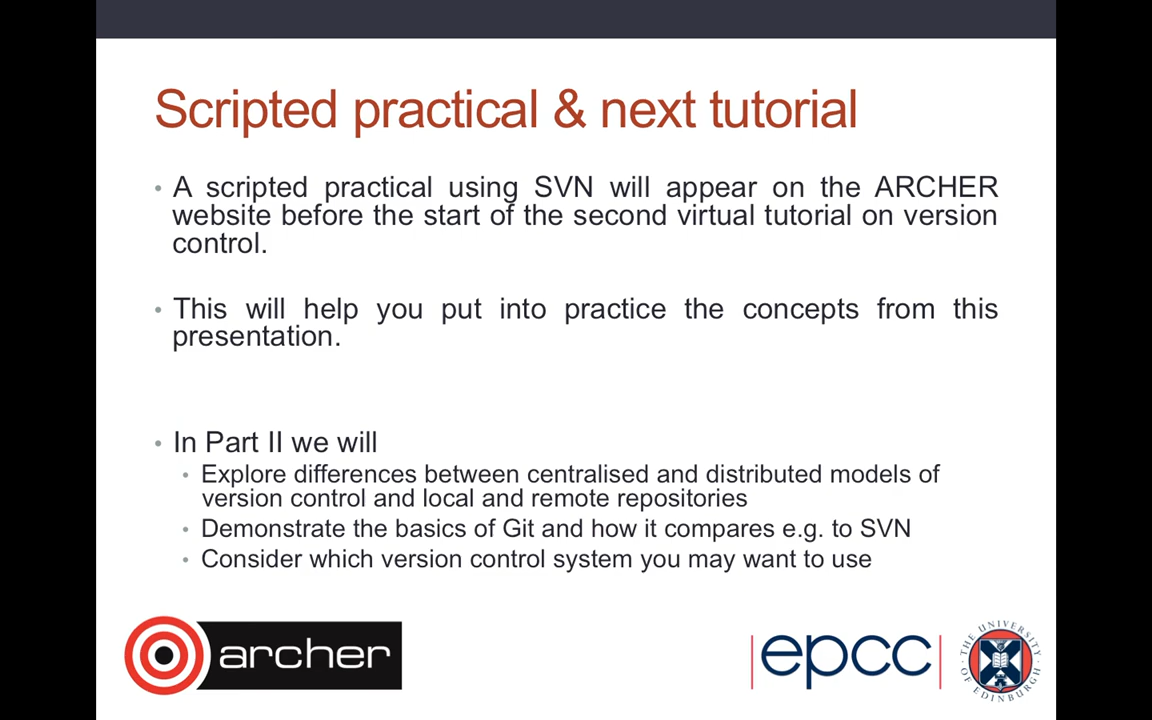 Scripted practical & next tutorial
• A scripted practical using SVN will appear on the ARCHER
website before the start of the second virtual tutorial on version
control.
• This will help you put into practice the concepts from this
presentation.
• In Part II we will
• Explore differences between centralised and distributed models of
version control and local and remote repositories
• Demonstrate the basics of Git and how it compares e.g. to SVN
• Consider which version control system you may want to use
archer
|epcc|
THE UNIVERSITY OF EDINBURGH